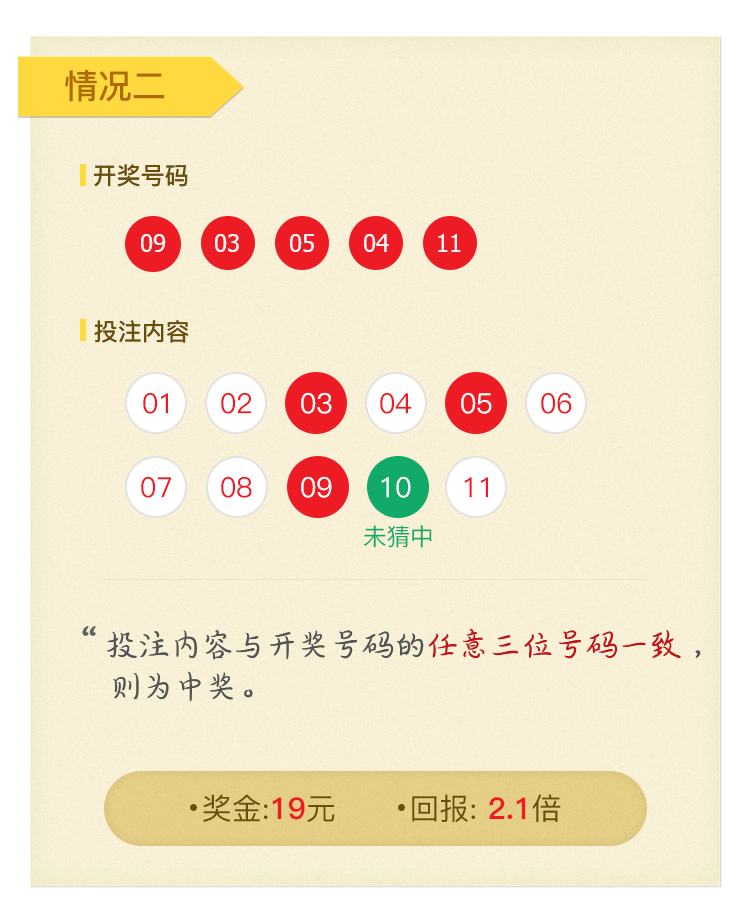 情况二
开奖号码
09 03 05 04 11
投注内容
01 02 03 04 05 06
07 08 09 10 11
未猜中
“投注内容与开奖号码的任意三位号码一致，
则为中奖。
•奖金:19元 •回报: 2.1倍